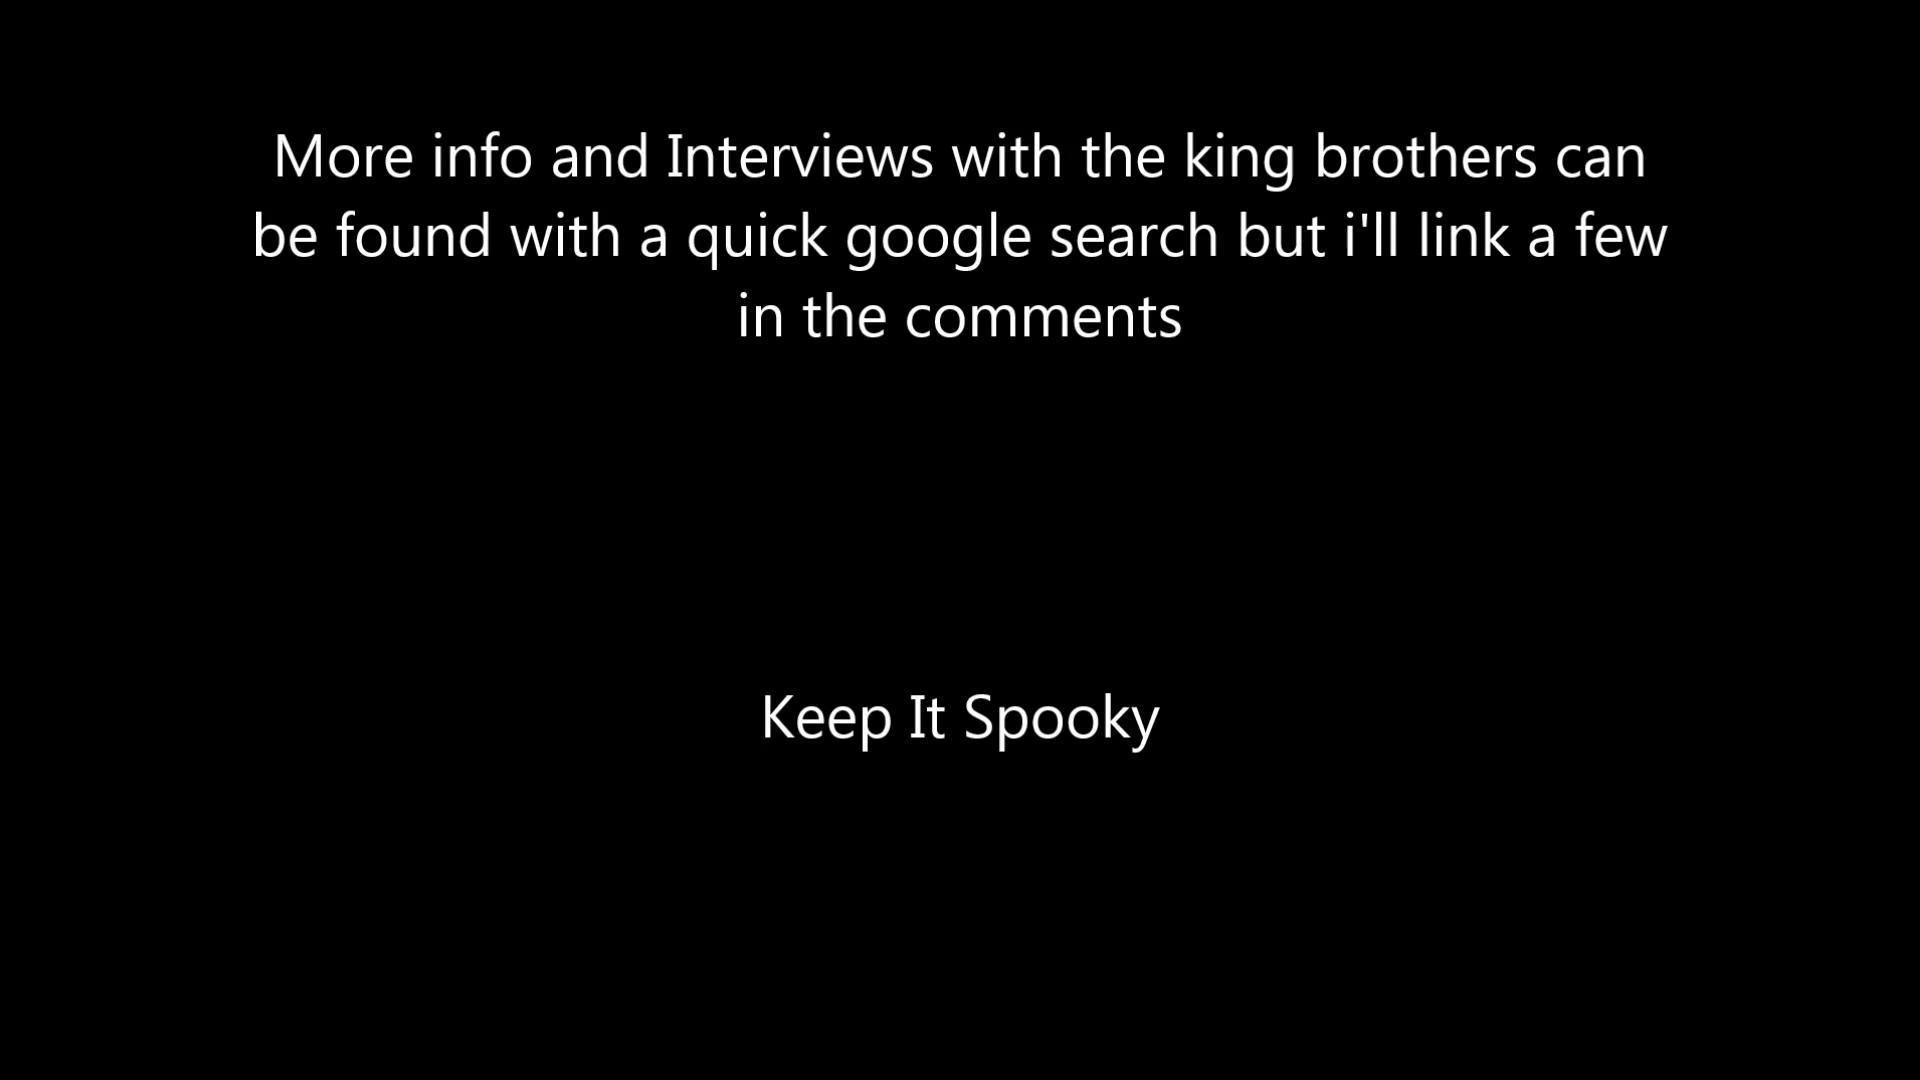 More info and Interviews with the king brothers can
be found with a quick google search but i'll link a few
in the comments
Keep It Spooky